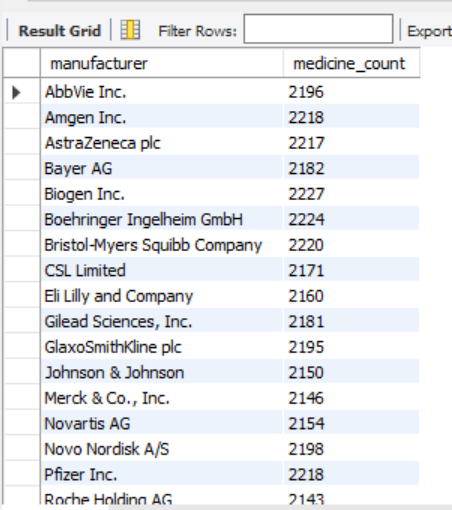 Result Grid Filter Rows: Export
manufacturer medicine_count
AbbVie Inc. 2196
Amgen Inc. 2218
AstraZeneca plc 2217
Bayer AG 2182
Biogen Inc. 2227
Boehringer Ingelheim GmbH 2224
Bristol-Myers Squibb Company 2220
CSL Limited 2171
Eli Lilly and Company 2160
Gilead Sciences, Inc. 2181
GlaxoSmithKline plc 2195
Johnson & Johnson 2150
Merck & Co., Inc. 2146
Novartis AG 2154
Novo Nordisk A/S 2198
Pfizer Inc. 2218
Roche Holding AG 2143